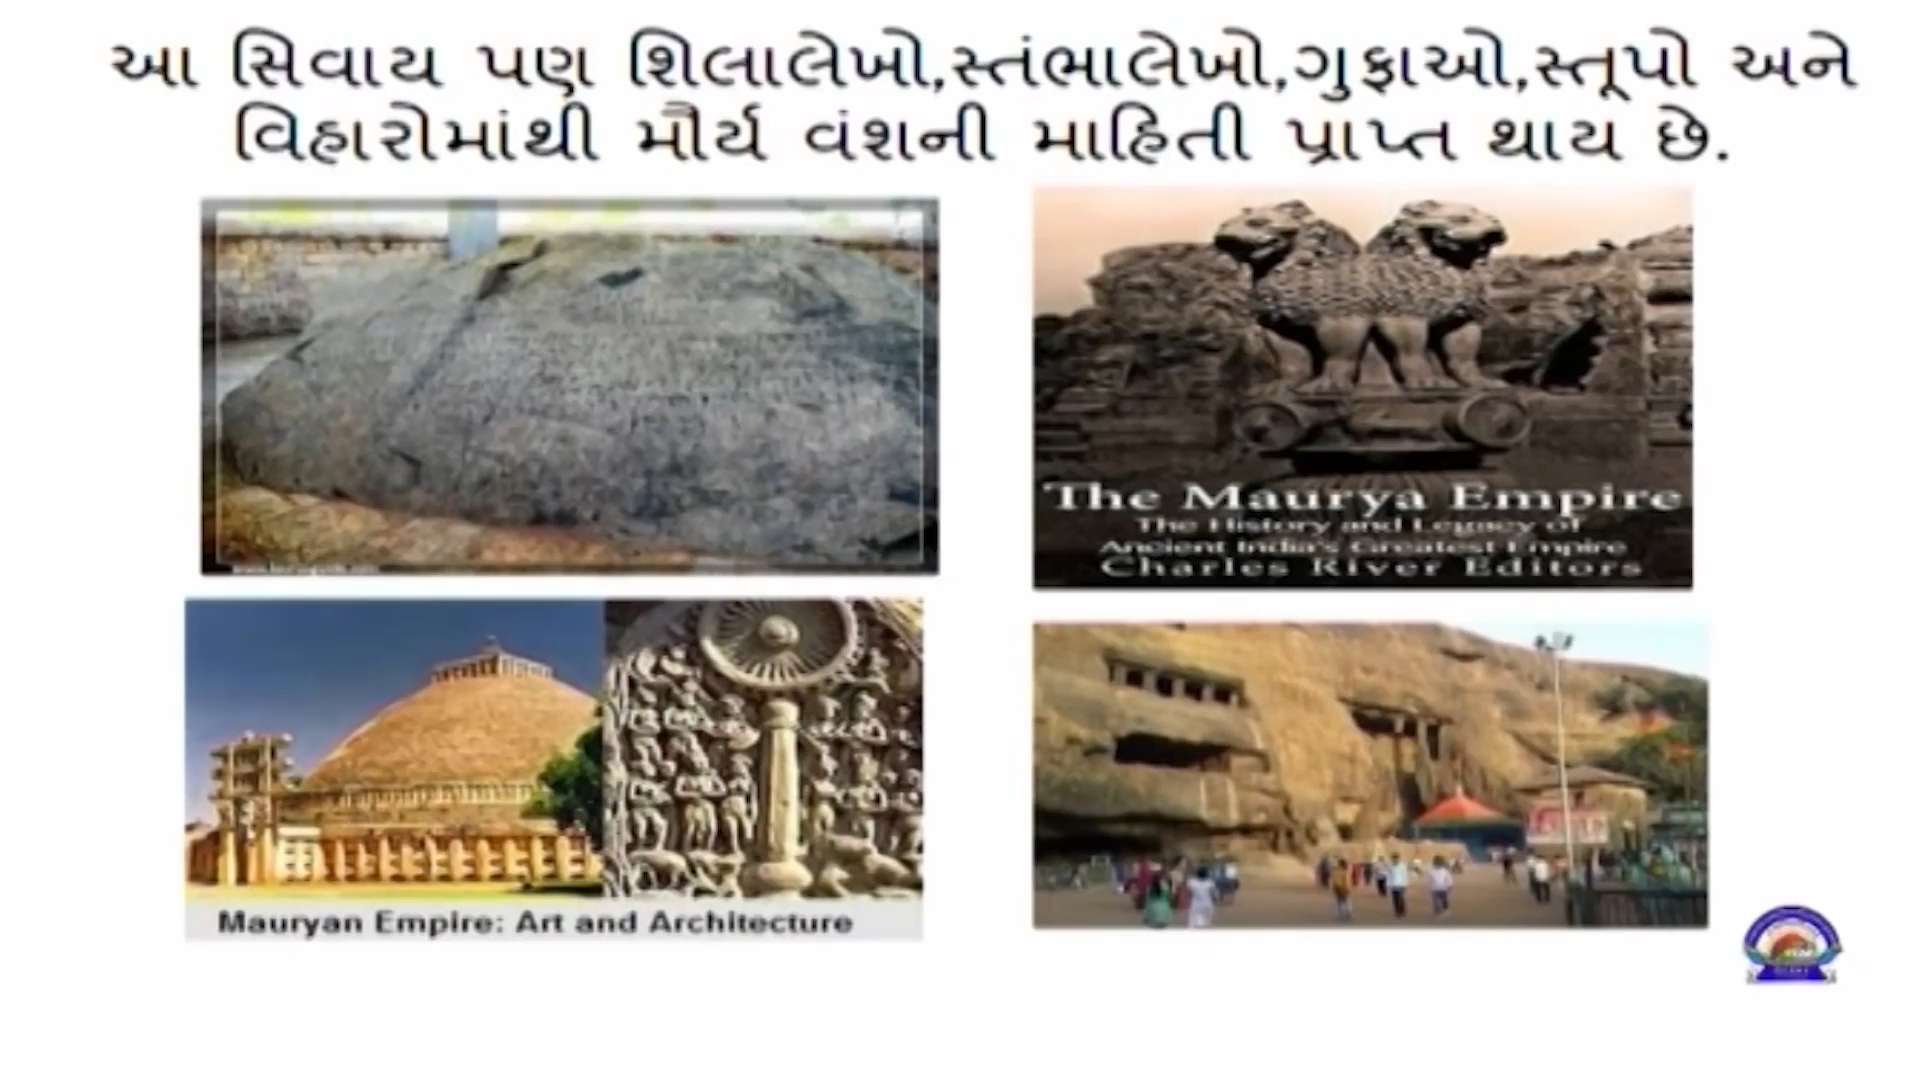 આ સિવાય પણ શિલાલેખો,સ્તંભાલેખો,ગુફાઓ,સ્તૂપો અને
વિહારોમાંથી મૌર્ય વંશની માહિતી પ્રાપ્ત થાય છે.
The Maurya Empire
The History and Legacy of
Ancient India's Greatest Empire
Charles River Editors
Mauryan Empire: Art and Architecture